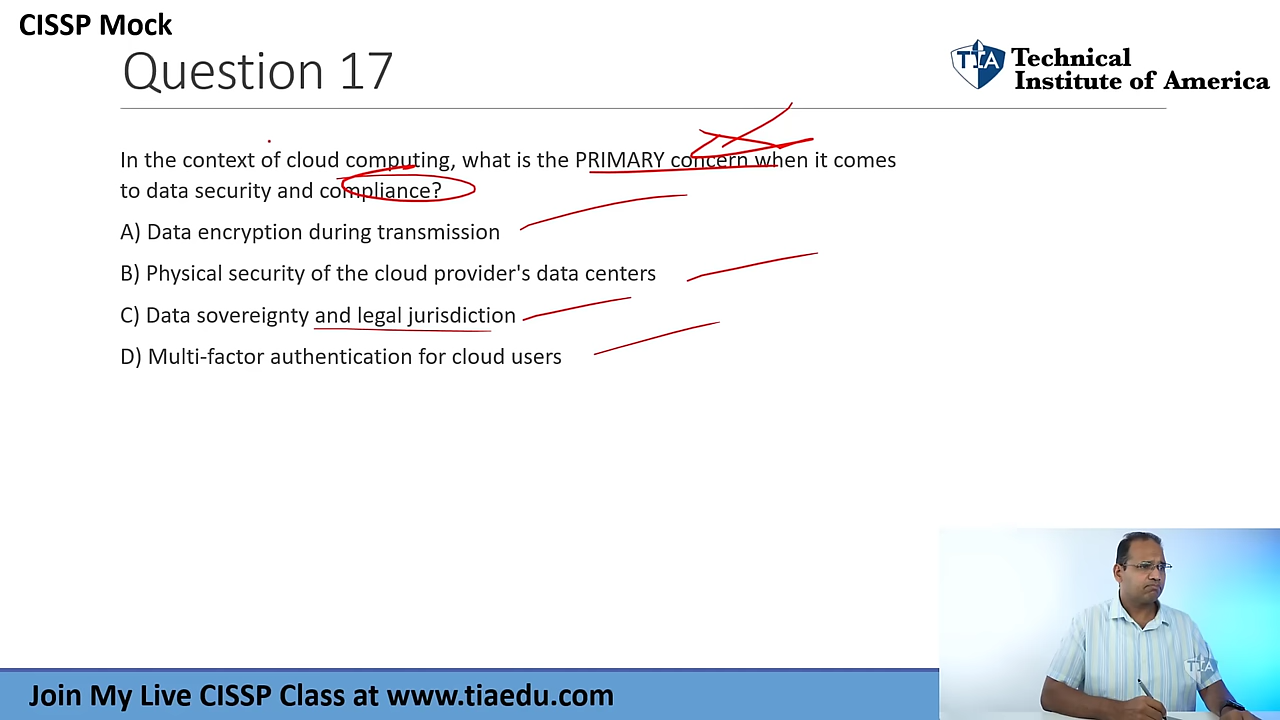 CISSP Mock
Question 17
TIA
Technical
Institute of America
In the context of cloud computing, what is the PRIMARY concern when it comes
to data security and compliance?
A) Data encryption during transmission
B) Physical security of the cloud provider's data centers
C) Data sovereignty and legal jurisdiction
D) Multi-factor authentication for cloud users
TIA
Join My Live CISSP Class at www.tiaedu.com